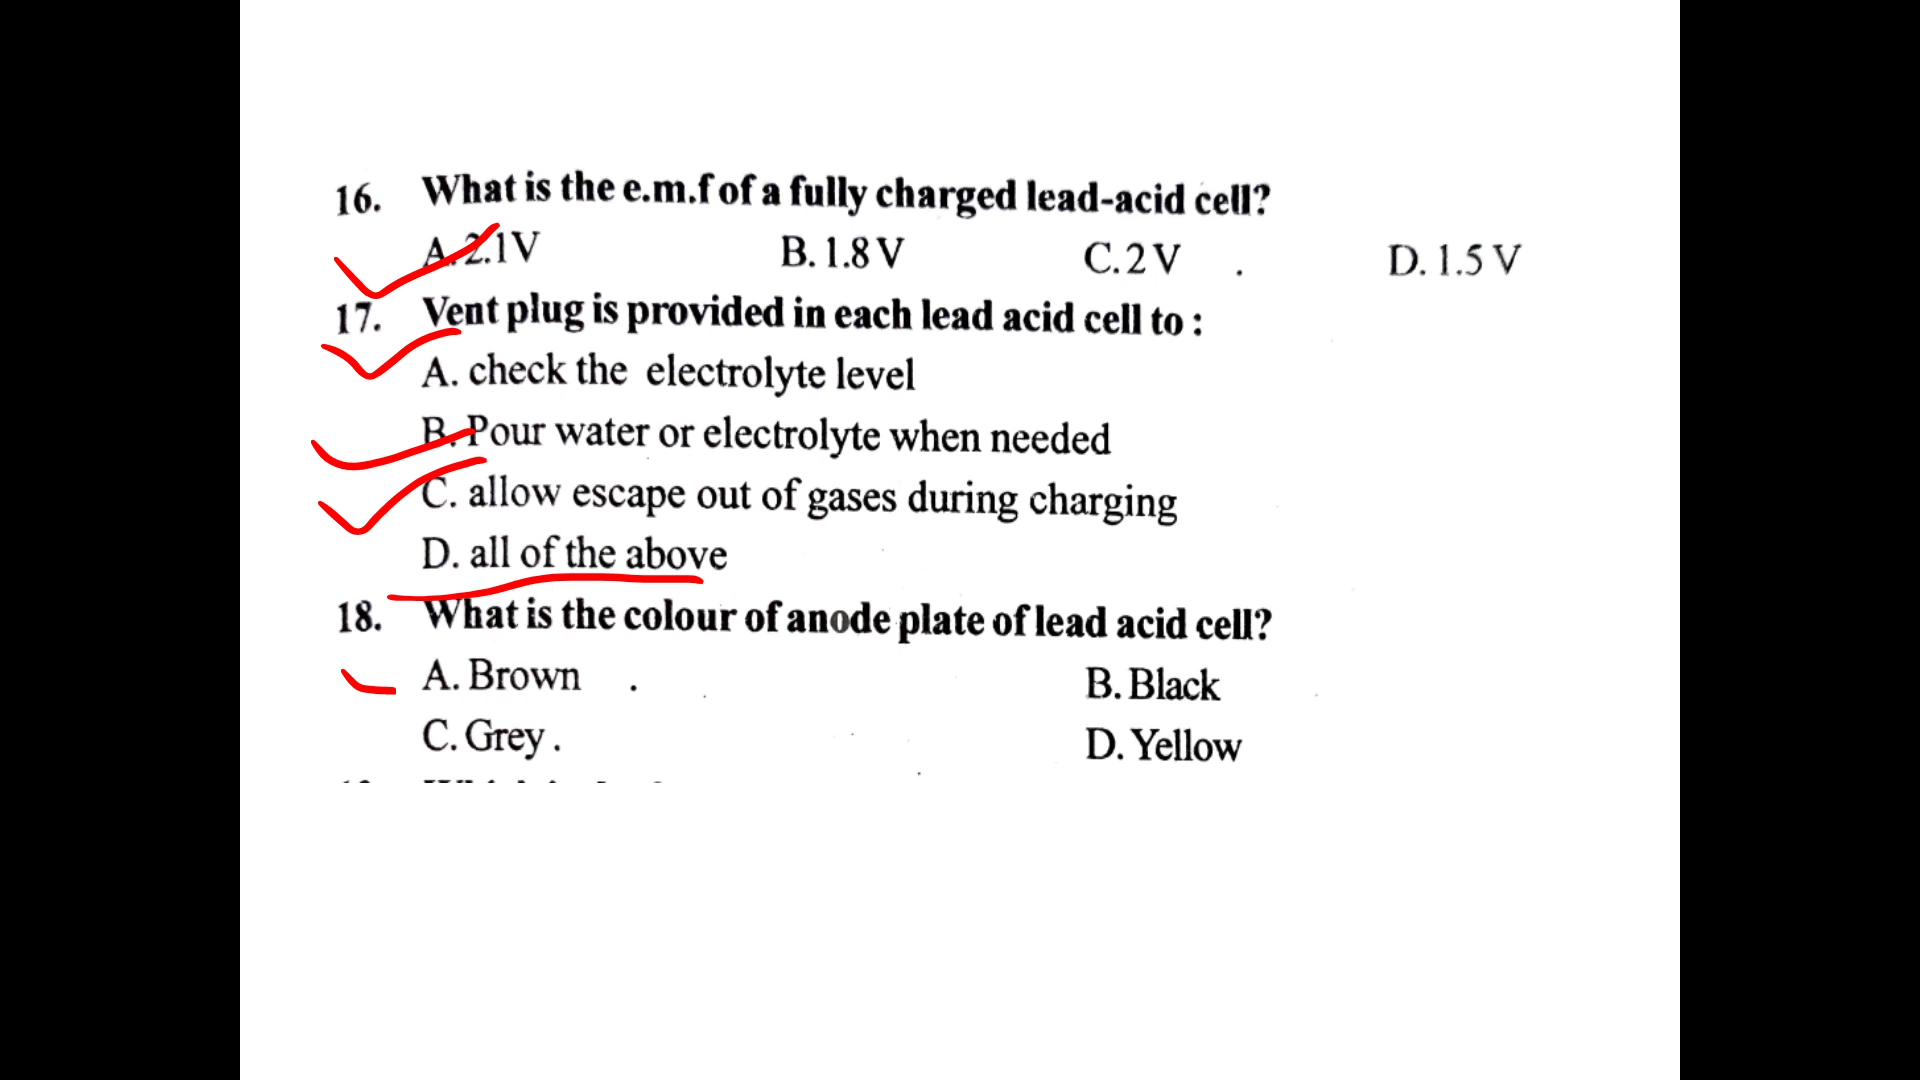 16. What is the e.m.f of a fully charged lead-acid cell?
A. 2.1V B. 1.8 V C. 2 V . D. 1.5 V
17. Vent plug is provided in each lead acid cell to :
A. check the electrolyte level
B. Pour water or electrolyte when needed
C. allow escape out of gases during charging
D. all of the above
18. What is the colour of anode plate of lead acid cell?
A. Brown . B. Black
C. Grey . D. Yellow